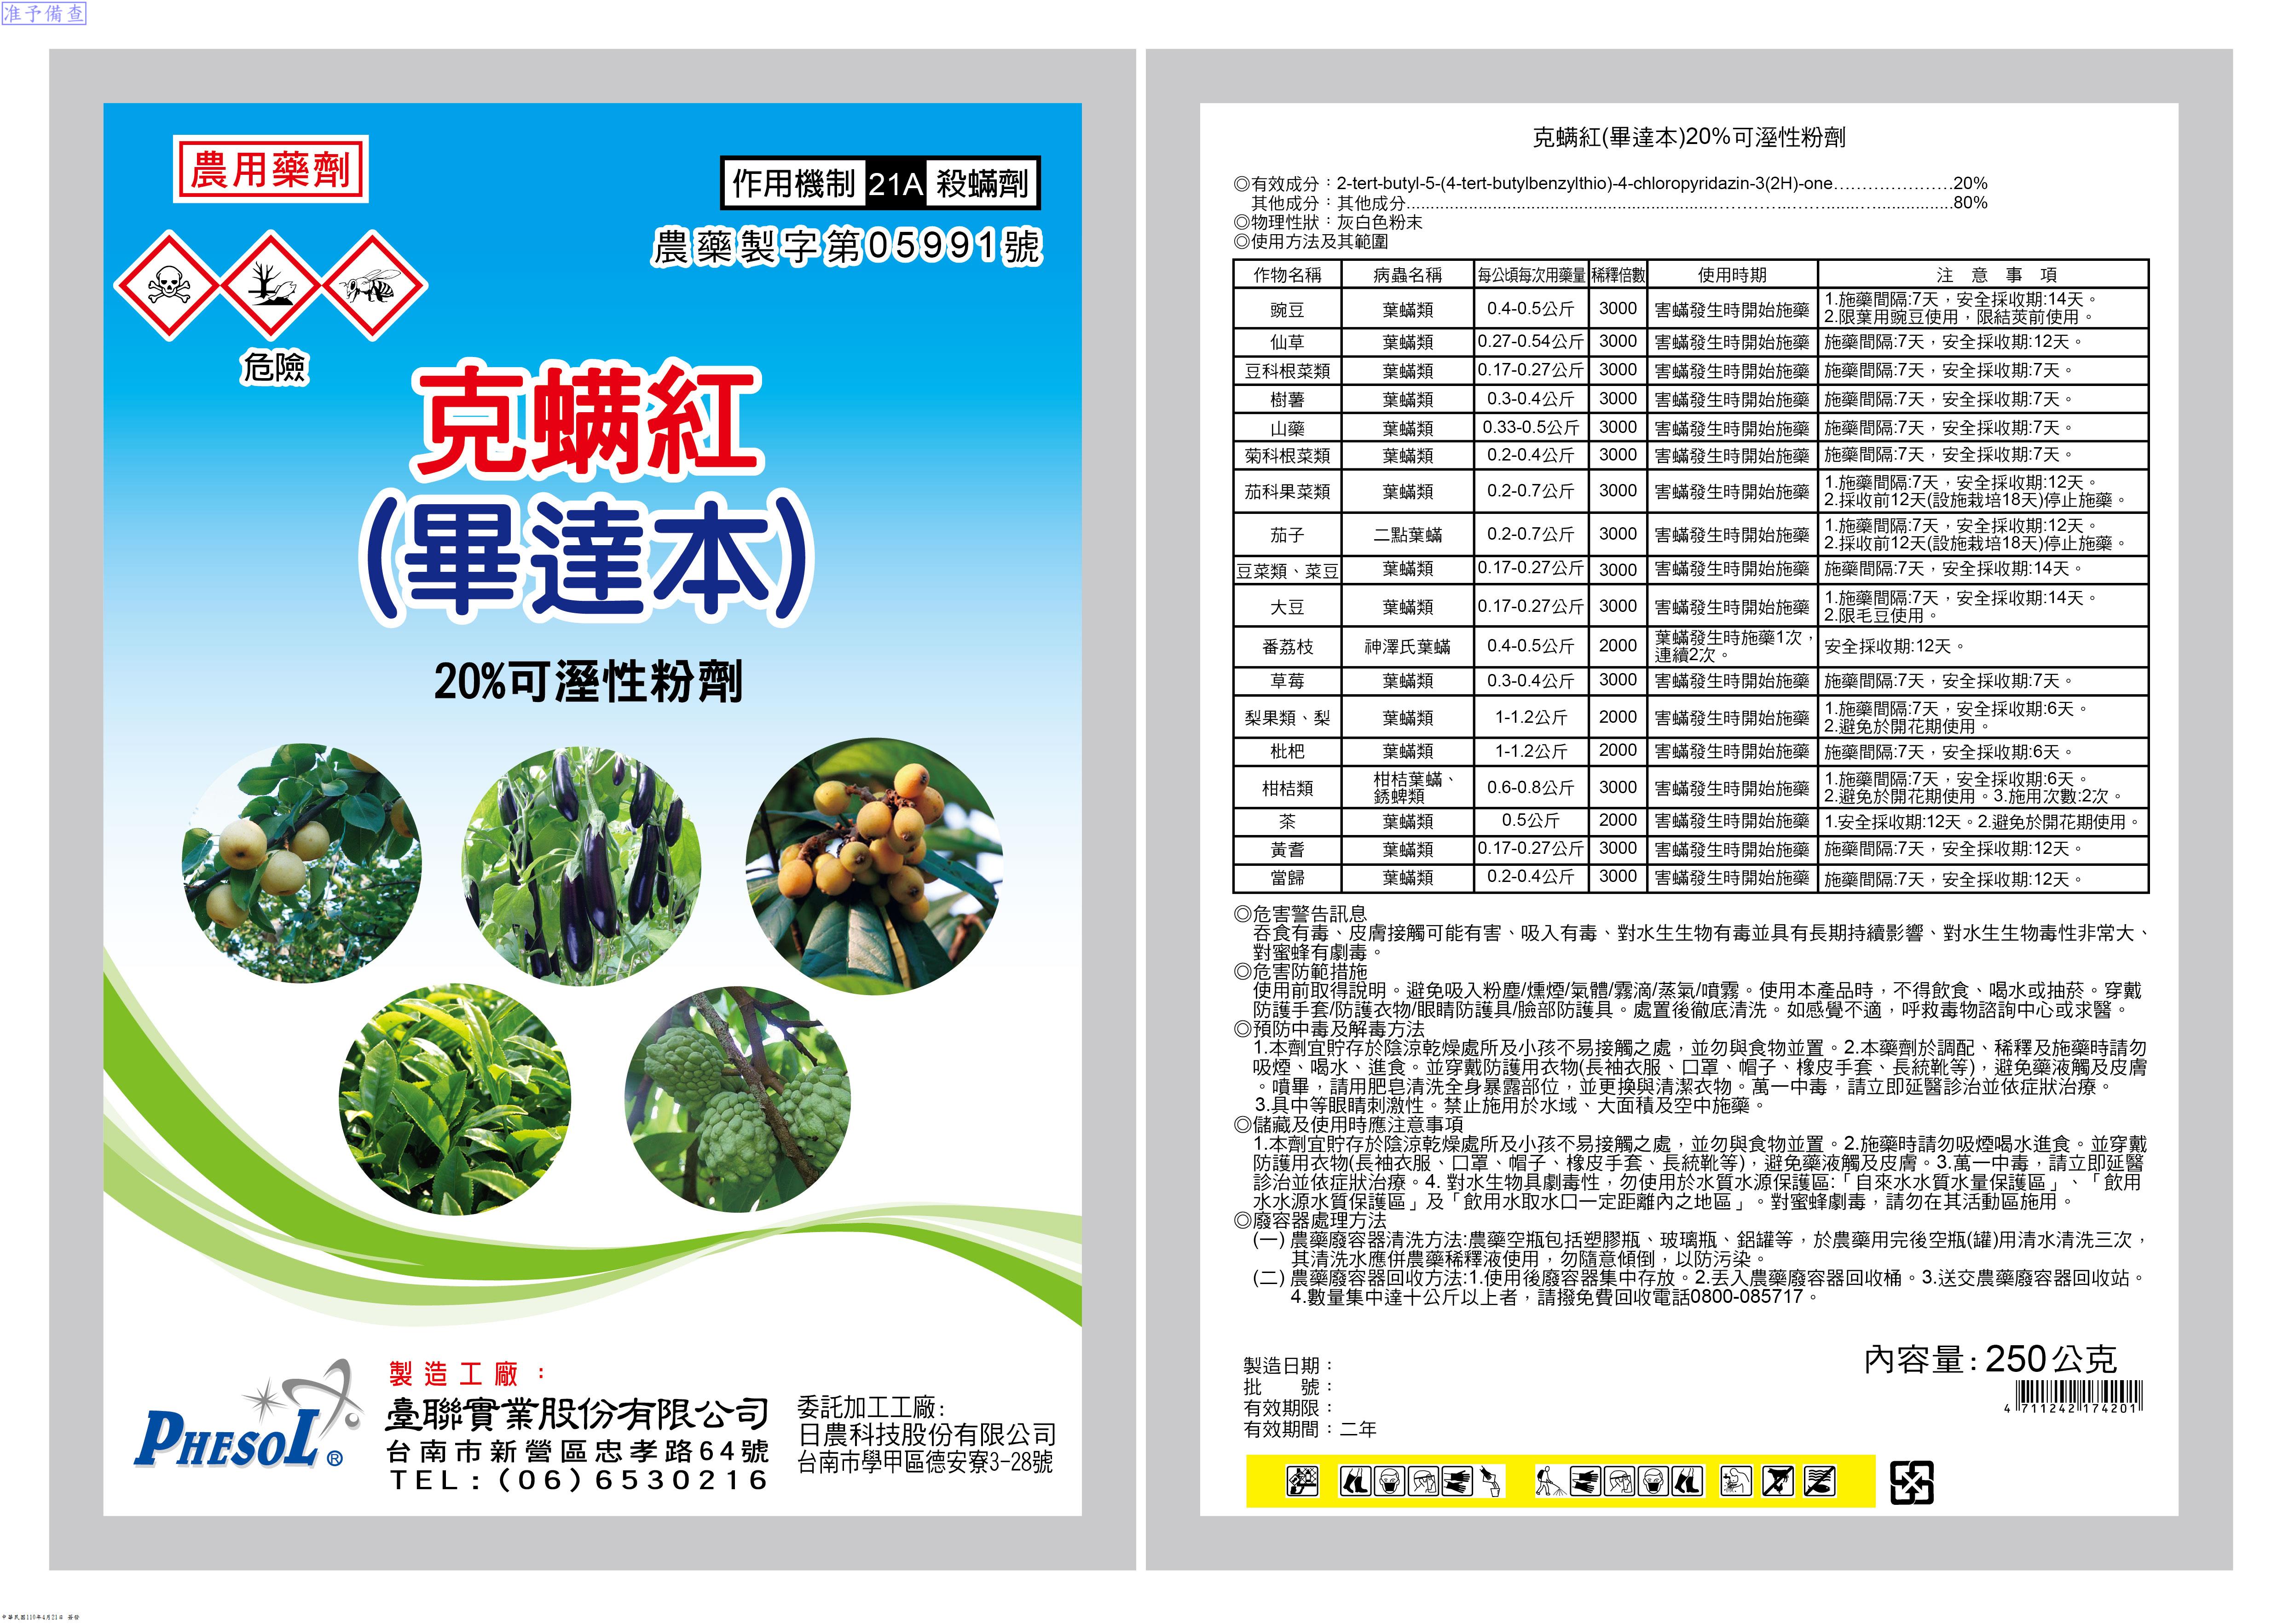 准予備查
農用藥劑
作用機制 21A 殺蟎劑
農藥製字第05991號
危險
克螨紅
(畢達本)
20%可溼性粉劑
PHESOL®
製造工廠：
臺聯實業股份有限公司
台南市新營區忠孝路64號
TEL：(06)6530216
委託加工工廠:
日農科技股份有限公司
台南市學甲區德安寮3-28號
克螨紅(畢達本)20%可溼性粉劑
◎有效成分：2-tert-butyl-5-(4-tert-butylbenzylthio)-4-chloropyridazin-3(2H)-one.....................20%
其他成分：其他成分.....................80%
◎物理性狀：灰白色粉末
◎使用方法及其範圍
作物名稱 病蟲名稱 每公頃每次用藥量 稀釋倍數 使用時期 注意事項
豌豆 葉蟎類 0.4-0.5公斤 3000 害蟎發生時開始施藥 1.施藥間隔:7天，安全採收期:14天。
2.限葉用豌豆使用，限結莢前使用。
仙草 葉蟎類 0.27-0.54公斤 3000 害蟎發生時開始施藥 施藥間隔:7天，安全採收期:12天。
豆科根菜類 葉蟎類 0.17-0.27公斤 3000 害蟎發生時開始施藥 施藥間隔:7天，安全採收期:7天。
樹薯 葉蟎類 0.3-0.4公斤 3000 害蟎發生時開始施藥 施藥間隔:7天，安全採收期:7天。
山藥 葉蟎類 0.33-0.5公斤 3000 害蟎發生時開始施藥 施藥間隔:7天，安全採收期:7天。
菊科根菜類 葉蟎類 0.2-0.4公斤 3000 害蟎發生時開始施藥 施藥間隔:7天，安全採收期:7天。
茄科果菜類 葉蟎類 0.2-0.7公斤 3000 害蟎發生時開始施藥 1.施藥間隔:7天，安全採收期:12天。
2.採收前12天(設施栽培18天)停止施藥。
茄子 二點葉蟎 0.2-0.7公斤 3000 害蟎發生時開始施藥 1.施藥間隔:7天，安全採收期:12天。
2.採收前12天(設施栽培18天)停止施藥。
豆菜類、菜豆 葉蟎類 0.17-0.27公斤 3000 害蟎發生時開始施藥 施藥間隔:7天，安全採收期:14天。
大豆 葉蟎類 0.17-0.27公斤 3000 害蟎發生時開始施藥 1.施藥間隔:7天，安全採收期:14天。
2.限毛豆使用。
番荔枝 神澤氏葉蟎 0.4-0.5公斤 2000 葉蟎發生時施藥1次， 安全採收期:12天。
連續2次。
草莓 葉蟎類 0.3-0.4公斤 3000 害蟎發生時開始施藥 施藥間隔:7天，安全採收期:7天。
梨果類、梨 葉蟎類 1-1.2公斤 2000 害蟎發生時開始施藥 1.施藥間隔:7天，安全採收期:6天。
2.避免於開花期使用。
枇杷 葉蟎類 1-1.2公斤 2000 害蟎發生時開始施藥 施藥間隔:7天，安全採收期:6天。
柑桔類 柑桔葉蟎、 0.6-0.8公斤 3000 害蟎發生時開始施藥 1.施藥間隔:7天，安全採收期:6天。
銹蜱類 2.避免於開花期使用。3.施用次數:2次。
茶 葉蟎類 0.5公斤 2000 害蟎發生時開始施藥 1.安全採收期:12天。2.避免於開花期使用。
黃耆 葉蟎類 0.17-0.27公斤 3000 害蟎發生時開始施藥 施藥間隔:7天，安全採收期:12天。
當歸 葉蟎類 0.2-0.4公斤 3000 害蟎發生時開始施藥 施藥間隔:7天，安全採收期:12天。
◎危害警告訊息
吞食有毒、皮膚接觸可能有害、吸入有毒、對水生生物有毒並具有長期持續影響、對水生生物毒性非常大、
對蜜蜂有劇毒。
◎危害防範措施
使用前取得說明。避免吸入粉塵/燻煙/氣體/霧滴/蒸氣/噴霧。使用本產品時，不得飲食、喝水或抽菸。穿戴
防護手套/防護衣物/眼睛防護具/臉部防護具。處置後徹底清洗。如感覺不適，呼救毒物諮詢中心或求醫。
◎預防中毒及解毒方法
1.本劑宜貯存於陰涼乾燥處所及小孩不易接觸之處，並勿與食物並置。2.本藥劑於調配、稀釋及施藥時請勿
吸煙、喝水、進食。並穿戴防護用衣物(長袖衣服、口罩、帽子、橡皮手套、長統靴等)，避免藥液觸及皮膚
。噴畢，請用肥皂清洗全身暴露部位，並更換與清潔衣物。萬一中毒，請立即延醫診治並依症狀治療。
3.具中等眼睛刺激性。禁止施用於水域、大面積及空中施藥。
◎儲藏及使用時應注意事項
1.本劑宜貯存於陰涼乾燥處所及小孩不易接觸之處，並勿與食物並置。2.施藥時請勿吸煙喝水進食。並穿戴
防護用衣物(長袖衣服、口罩、帽子、橡皮手套、長統靴等)，避免藥液觸及皮膚。3.萬一中毒，請立即延醫
診治並依症狀治療。4. 對水生物具劇毒性，勿使用於水質水源保護區:「自來水水質水量保護區」、「飲用
水水源水質保護區」及「飲用水取水口一定距離內之地區」。對蜜蜂劇毒，請勿在其活動區施用。
◎廢容器處理方法
(一) 農藥廢容器清洗方法:農藥空瓶包括塑膠瓶、玻璃瓶、鋁罐等，於農藥用完後空瓶(罐)用清水清洗三次，
其清洗水應併農藥稀釋液使用，勿隨意傾倒，以防污染。
(二) 農藥廢容器回收方法:1.使用後廢容器集中存放。2.丟入農藥廢容器回收桶。3.送交農藥廢容器回收站。
4.數量集中達十公斤以上者，請撥免費回收電話0800-085717。
製造日期：
批　　號：
有效期限：
有效期間：二年
內容量: 250公克
4 711242 174201
中華民國110年4月21日 簽發